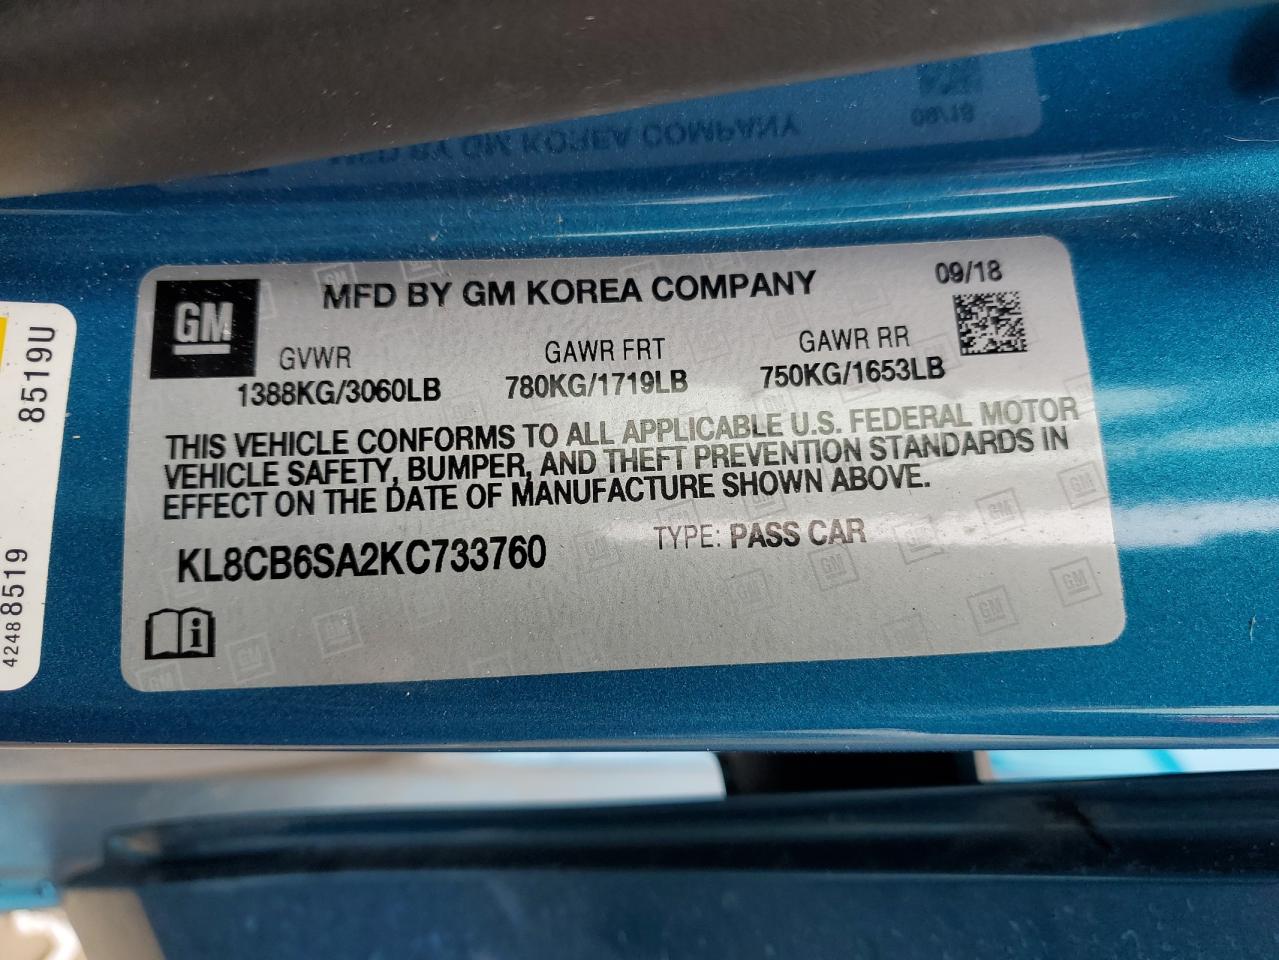 GM
MFD BY GM KOREA COMPANY
09/18
GVWR
1388KG/3060LB
GAWR FRT
780KG/1719LB
GAWR RR
750KG/1653LB
THIS VEHICLE CONFORMS TO ALL APPLICABLE U.S. FEDERAL MOTOR
VEHICLE SAFETY, BUMPER, AND THEFT PREVENTION STANDARDS IN
EFFECT ON THE DATE OF MANUFACTURE SHOWN ABOVE.
KL8CB6SA2KC733760
TYPE: PASS CAR
8519U
42488519